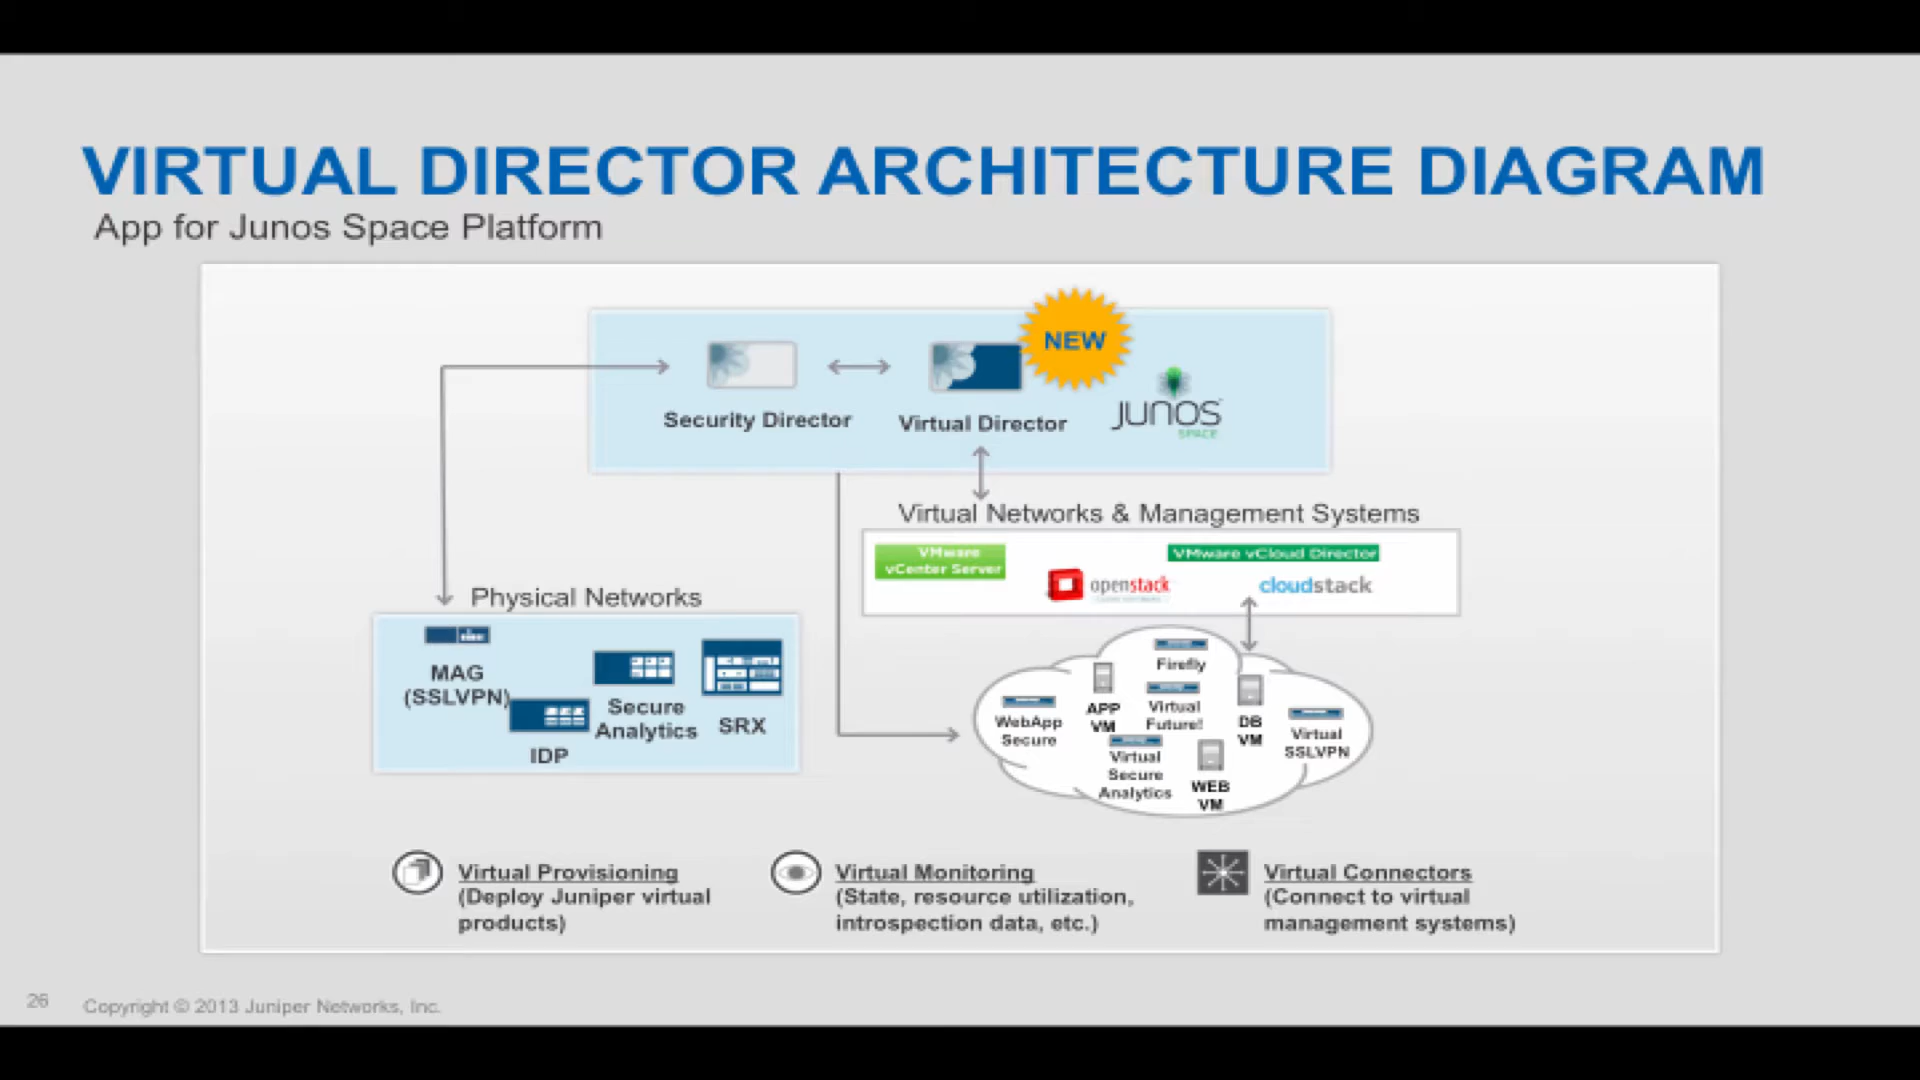 VIRTUAL DIRECTOR ARCHITECTURE DIAGRAM
App for Junos Space Platform
NEW
Security Director
Virtual Director
JUNOS
SPACE
Virtual Networks & Management Systems
VMware
vCenter Server
VMware vCloud Director
openstack
cloudstack
Physical Networks
MAG
(SSLVPN)
IDP
Secure
Analytics
SRX
Firefly
WebApp
Secure
APP
VM
Virtual
Future!
DB
VM
Virtual
SSLVPN
Virtual
Secure
Analytics
WEB
VM
Virtual Provisioning
(Deploy Juniper virtual
products)
Virtual Monitoring
(State, resource utilization,
introspection data, etc.)
Virtual Connectors
(Connect to virtual
management systems)
26
Copyright © 2013 Juniper Networks, Inc.